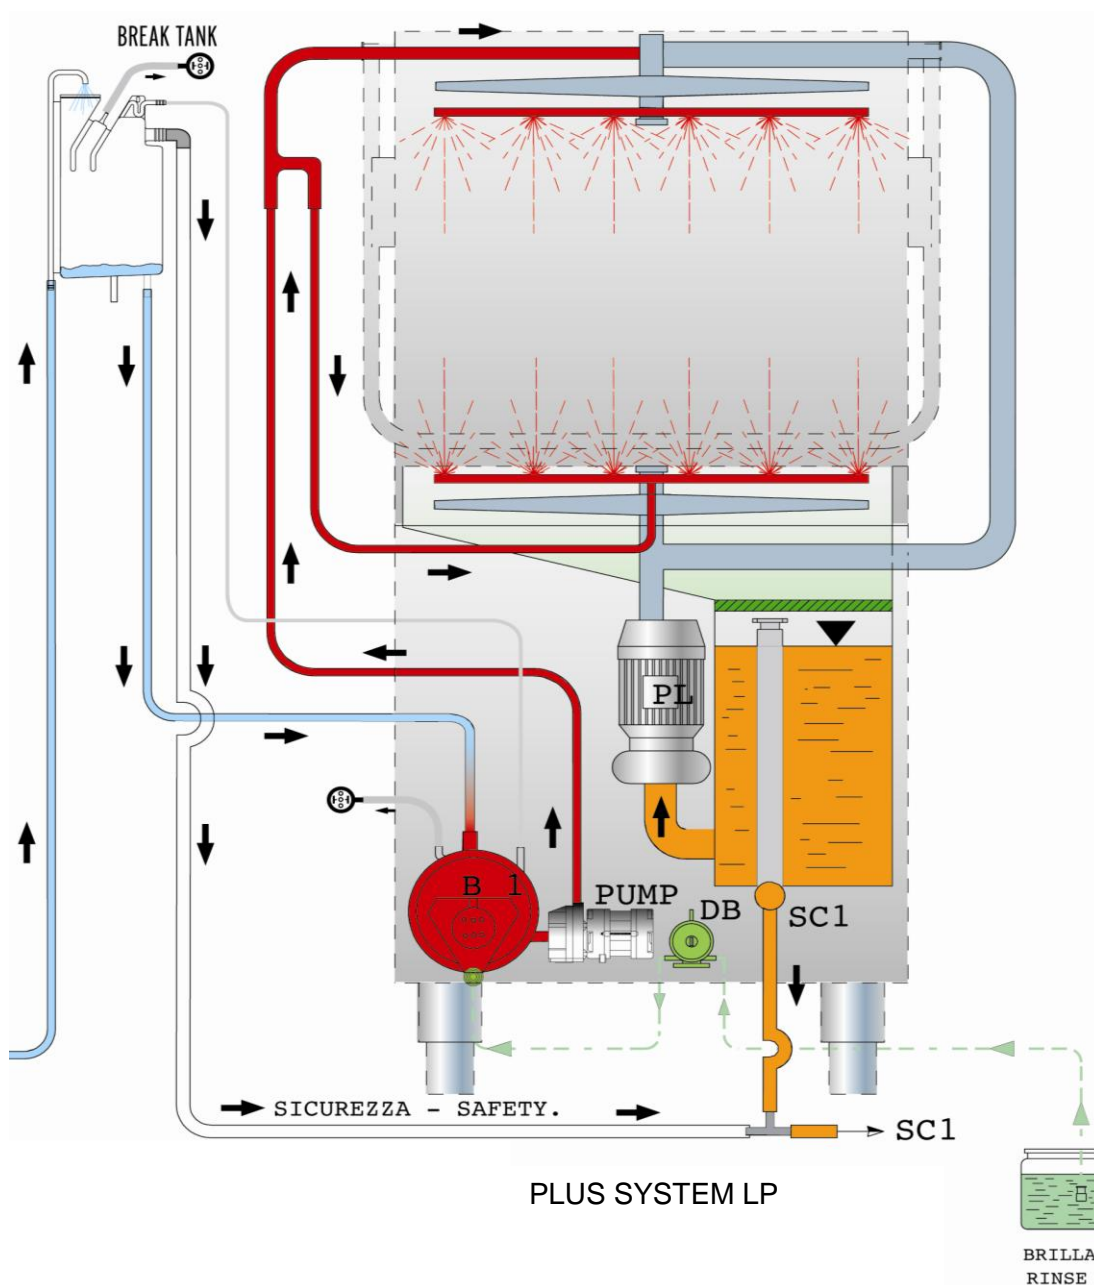 BREAK TANK
PL
B 1
PUMP
DB
SC1
SICUREZZA - SAFETY.
SC1
PLUS SYSTEM LP
BRILLA
RINSE